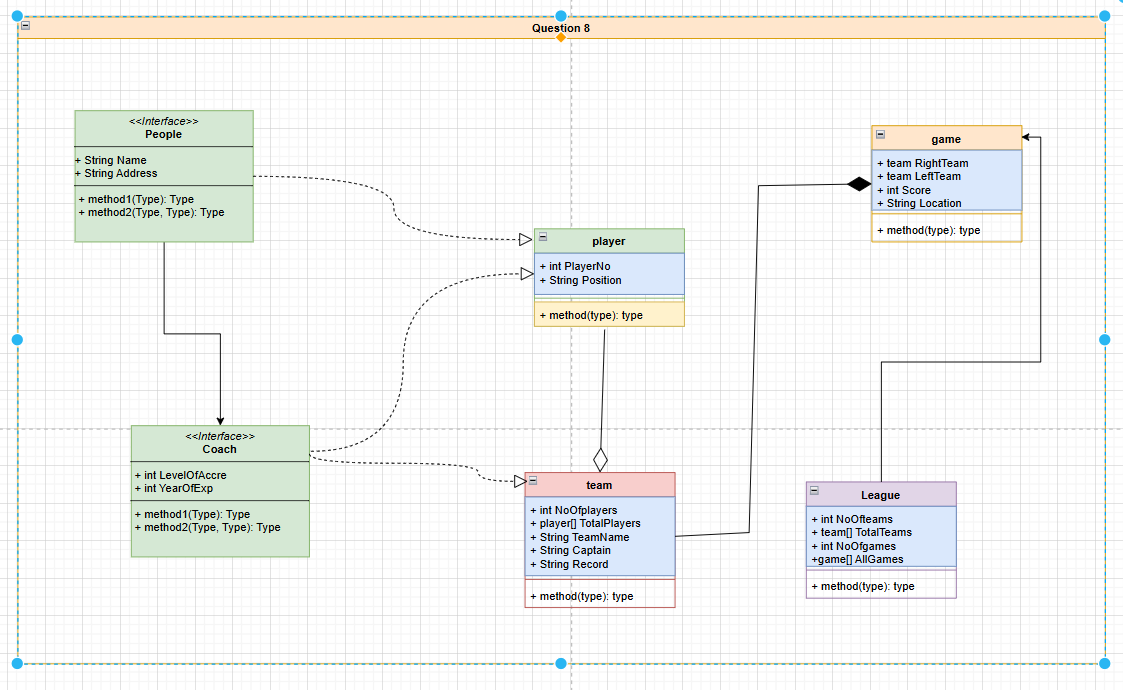 Question 8
<<Interface>>
People
+ String Name
+ String Address
+ method1(Type): Type
+ method2(Type, Type): Type
game
+ team RightTeam
+ team LeftTeam
+ int Score
+ String Location
+ method(type): type
player
+ int PlayerNo
+ String Position
+ method(type): type
<<Interface>>
Coach
+ int LevelOfAccre
+ int YearOfExp
+ method1(Type): Type
+ method2(Type, Type): Type
team
+ int NoOfplayers
+ player[] TotalPlayers
+ String TeamName
+ String Captain
+ String Record
+ method(type): type
League
+ int NoOfteams
+ team[] TotalTeams
+ int NoOfgames
+game[] AllGames
+ method(type): type